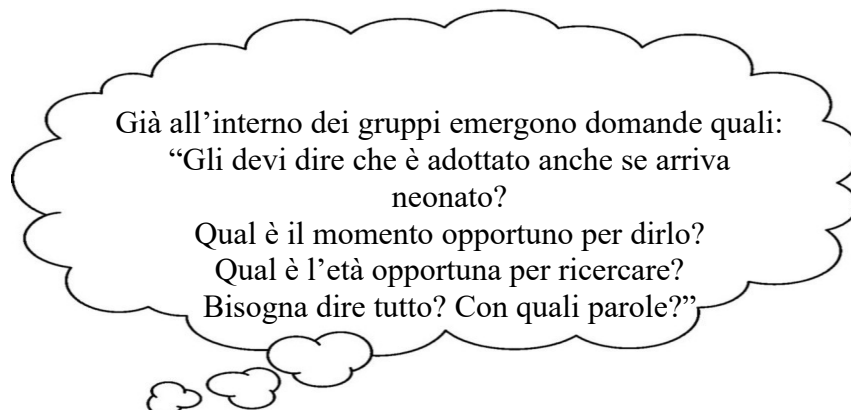 Già all’interno dei gruppi emergono domande quali:
“Gli devi dire che è adottato anche se arriva
neonato?
Qual è il momento opportuno per dirlo?
Qual è l’età opportuna per ricercare?
Bisogna dire tutto? Con quali parole?”